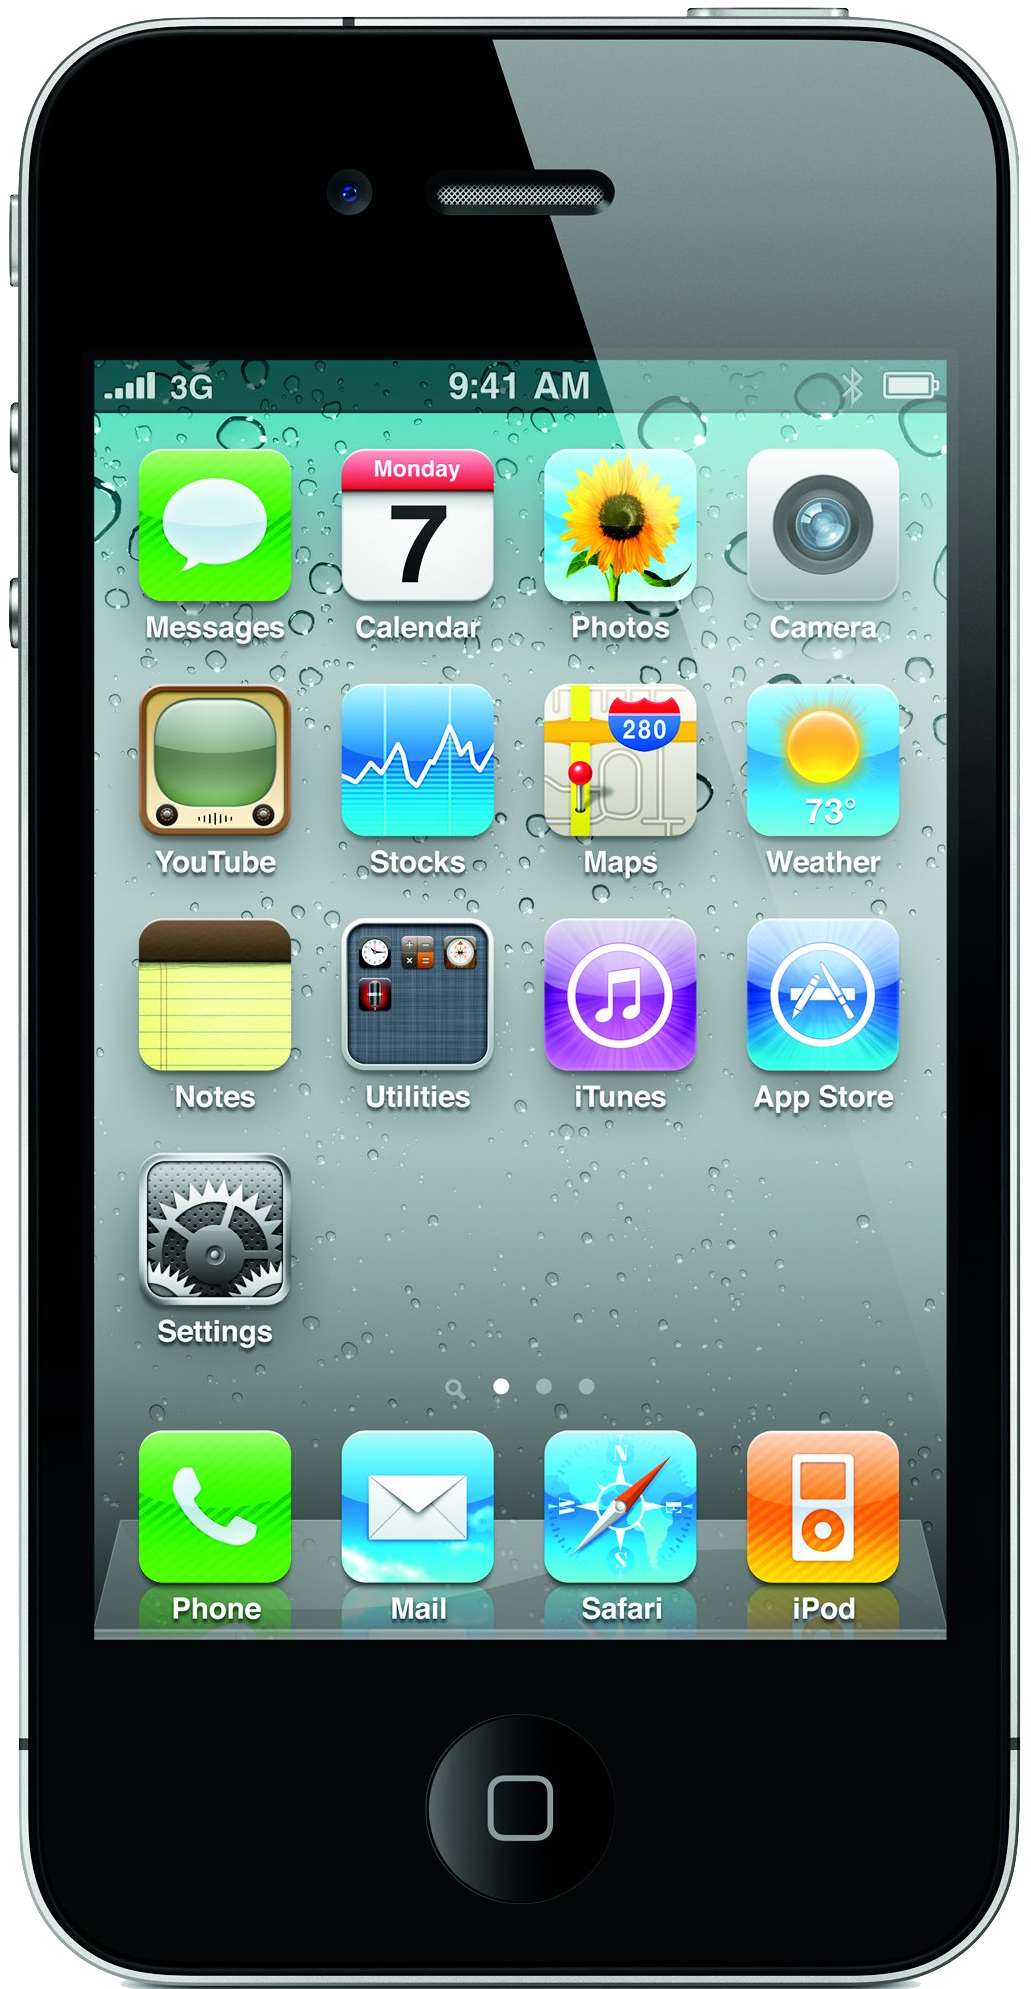 3G 9:41 AM
Monday
7
Messages Calendar Photos Camera
280
73°
YouTube Stocks Maps Weather
Notes Utilities iTunes App Store
Settings
N
W E
S
Phone Mail Safari iPod